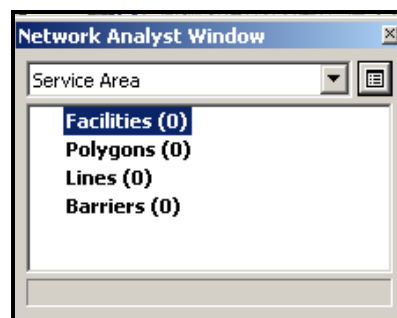 Network Analyst Window
Service Area
Facilities (0)
Polygons (0)
Lines (0)
Barriers (0)